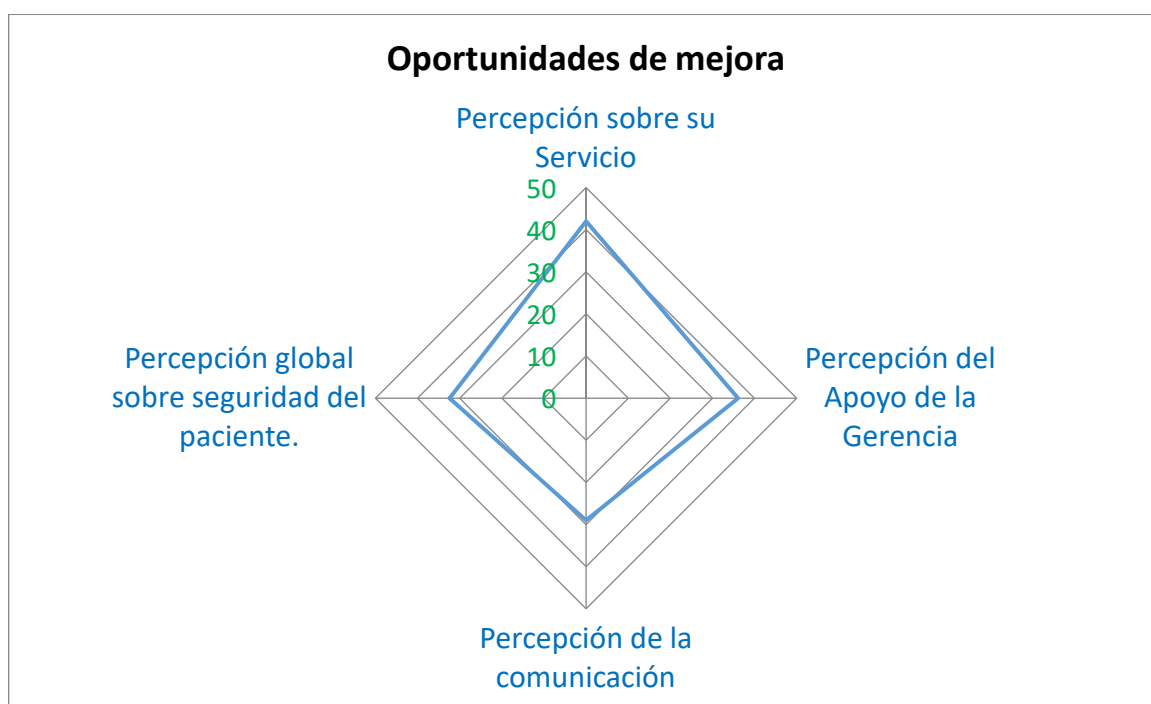 Oportunidades de mejora
Percepción sobre su
Servicio
50
40
30
20
10
0
Percepción del
Apoyo de la
Gerencia
Percepción de la
comunicación
Percepción global
sobre seguridad del
paciente.